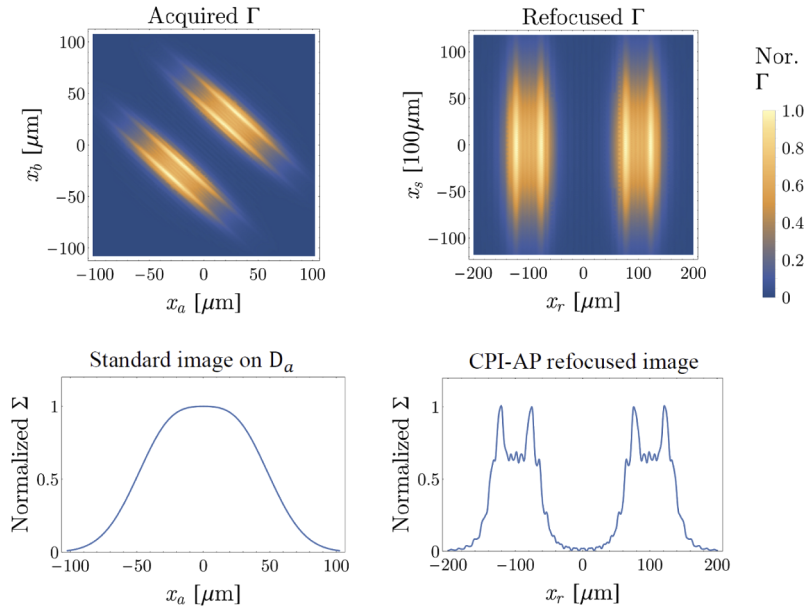 Acquired Γ
Refocused Γ
100
50
0
−50
−100
x_b [μm]
−100 −50 0 50 100
x_a [μm]
100
50
0
−50
−100
x_s [100μm]
−200 −100 0 100 200
x_r [μm]
Nor.
Γ
1.0
0.8
0.6
0.4
0.2
0
Standard image on D_a
CPI-AP refocused image
1
0.5
0
Normalized Σ
−100 −50 0 50 100
x_a [μm]
1
0.5
0
Normalized Σ
−200 −100 0 100 200
x_r [μm]